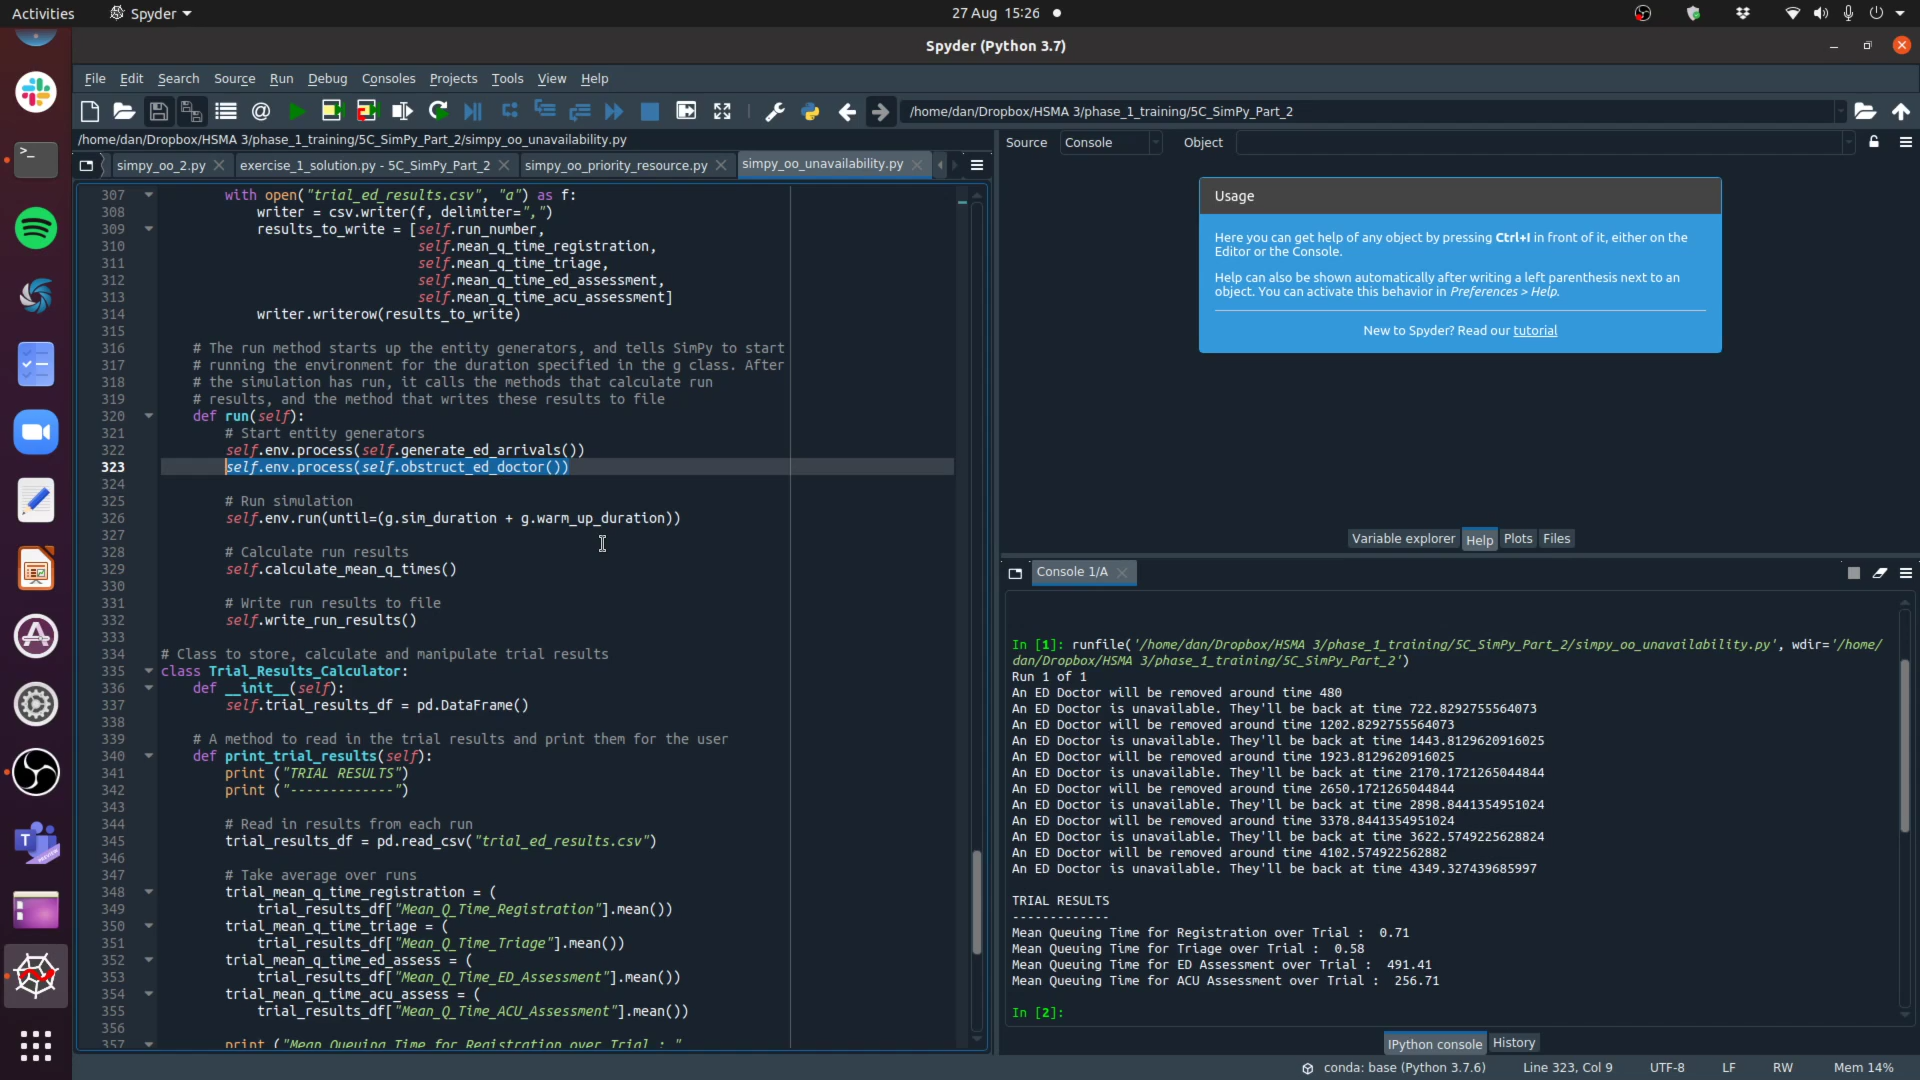 Activities
Spyder
27 Aug 15:26
Spyder (Python 3.7)
File Edit Search Source Run Debug Consoles Projects Tools View Help
/home/dan/Dropbox/HSMA 3/phase_1_training/5C_SimPy_Part_2
/home/dan/Dropbox/HSMA 3/phase_1_training/5C_SimPy_Part_2/simpy_oo_unavailability.py
simpy_oo_2.py
exercise_1_solution.py - 5C_SimPy_Part_2
simpy_oo_priority_resource.py
simpy_oo_unavailability.py
307 with open("trial_ed_results.csv", "a") as f:
308 writer = csv.writer(f, delimiter=",")
309 results_to_write = [self.run_number,
310 self.mean_q_time_registration,
311 self.mean_q_time_triage,
312 self.mean_q_time_ed_assessment,
313 self.mean_q_time_acu_assessment]
314 writer.writerow(results_to_write)
315
316 # The run method starts up the entity generators, and tells SimPy to start
317 # running the environment for the duration specified in the g class. After
318 # the simulation has run, it calls the methods that calculate run
319 # results, and the method that writes these results to file
320 def run(self):
321 # Start entity generators
322 self.env.process(self.generate_ed_arrivals())
323 self.env.process(self.obstruct_ed_doctor())
324
325 # Run simulation
326 self.env.run(until=(g.sim_duration + g.warm_up_duration))
327
328 # Calculate run results
329 self.calculate_mean_q_times()
330
331 # Write run results to file
332 self.write_run_results()
333
334 # Class to store, calculate and manipulate trial results
335 class Trial_Results_Calculator:
336 def __init__(self):
337 self.trial_results_df = pd.DataFrame()
338
339 # A method to read in the trial results and print them for the user
340 def print_trial_results(self):
341 print ("TRIAL RESULTS")
342 print ("-------------")
343
344 # Read in results from each run
345 trial_results_df = pd.read_csv("trial_ed_results.csv")
346
347 # Take average over runs
348 trial_mean_q_time_registration = (
349 trial_results_df["Mean_Q_Time_Registration"].mean())
350 trial_mean_q_time_triage = (
351 trial_results_df["Mean_Q_Time_Triage"].mean())
352 trial_mean_q_time_ed_assess = (
353 trial_results_df["Mean_Q_Time_ED_Assessment"].mean())
354 trial_mean_q_time_acu_assess = (
355 trial_results_df["Mean_Q_Time_ACU_Assessment"].mean())
356
357 print ("Mean Queuing Time for Registration over Trial : "
Source Console Object
Usage
Here you can get help of any object by pressing Ctrl+I in front of it, either on the
Editor or the Console.
Help can also be shown automatically after writing a left parenthesis next to an
object. You can activate this behavior in Preferences > Help.
New to Spyder? Read our tutorial
Variable explorer Help Plots Files
Console 1/A
In [1]: runfile('/home/dan/Dropbox/HSMA 3/phase_1_training/5C_SimPy_Part_2/simpy_oo_unavailability.py', wdir='/home/
dan/Dropbox/HSMA 3/phase_1_training/5C_SimPy_Part_2')
Run 1 of 1
An ED Doctor will be removed around time 480
An ED Doctor is unavailable. They'll be back at time 722.8292755564073
An ED Doctor will be removed around time 1202.8292755564073
An ED Doctor is unavailable. They'll be back at time 1443.8129620916025
An ED Doctor will be removed around time 1923.8129620916025
An ED Doctor is unavailable. They'll be back at time 2170.1721265044844
An ED Doctor will be removed around time 2650.1721265044844
An ED Doctor is unavailable. They'll be back at time 2898.8441354951024
An ED Doctor will be removed around time 3378.8441354951024
An ED Doctor is unavailable. They'll be back at time 3622.5749225628824
An ED Doctor will be removed around time 4102.574922562882
An ED Doctor is unavailable. They'll be back at time 4349.327439685997
TRIAL RESULTS
-------------
Mean Queuing Time for Registration over Trial : 0.71
Mean Queuing Time for Triage over Trial : 0.58
Mean Queuing Time for ED Assessment over Trial : 491.41
Mean Queuing Time for ACU Assessment over Trial : 256.71
In [2]:
IPython console History
conda: base (Python 3.7.6) Line 323, Col 9 UTF-8 LF RW Mem 14%